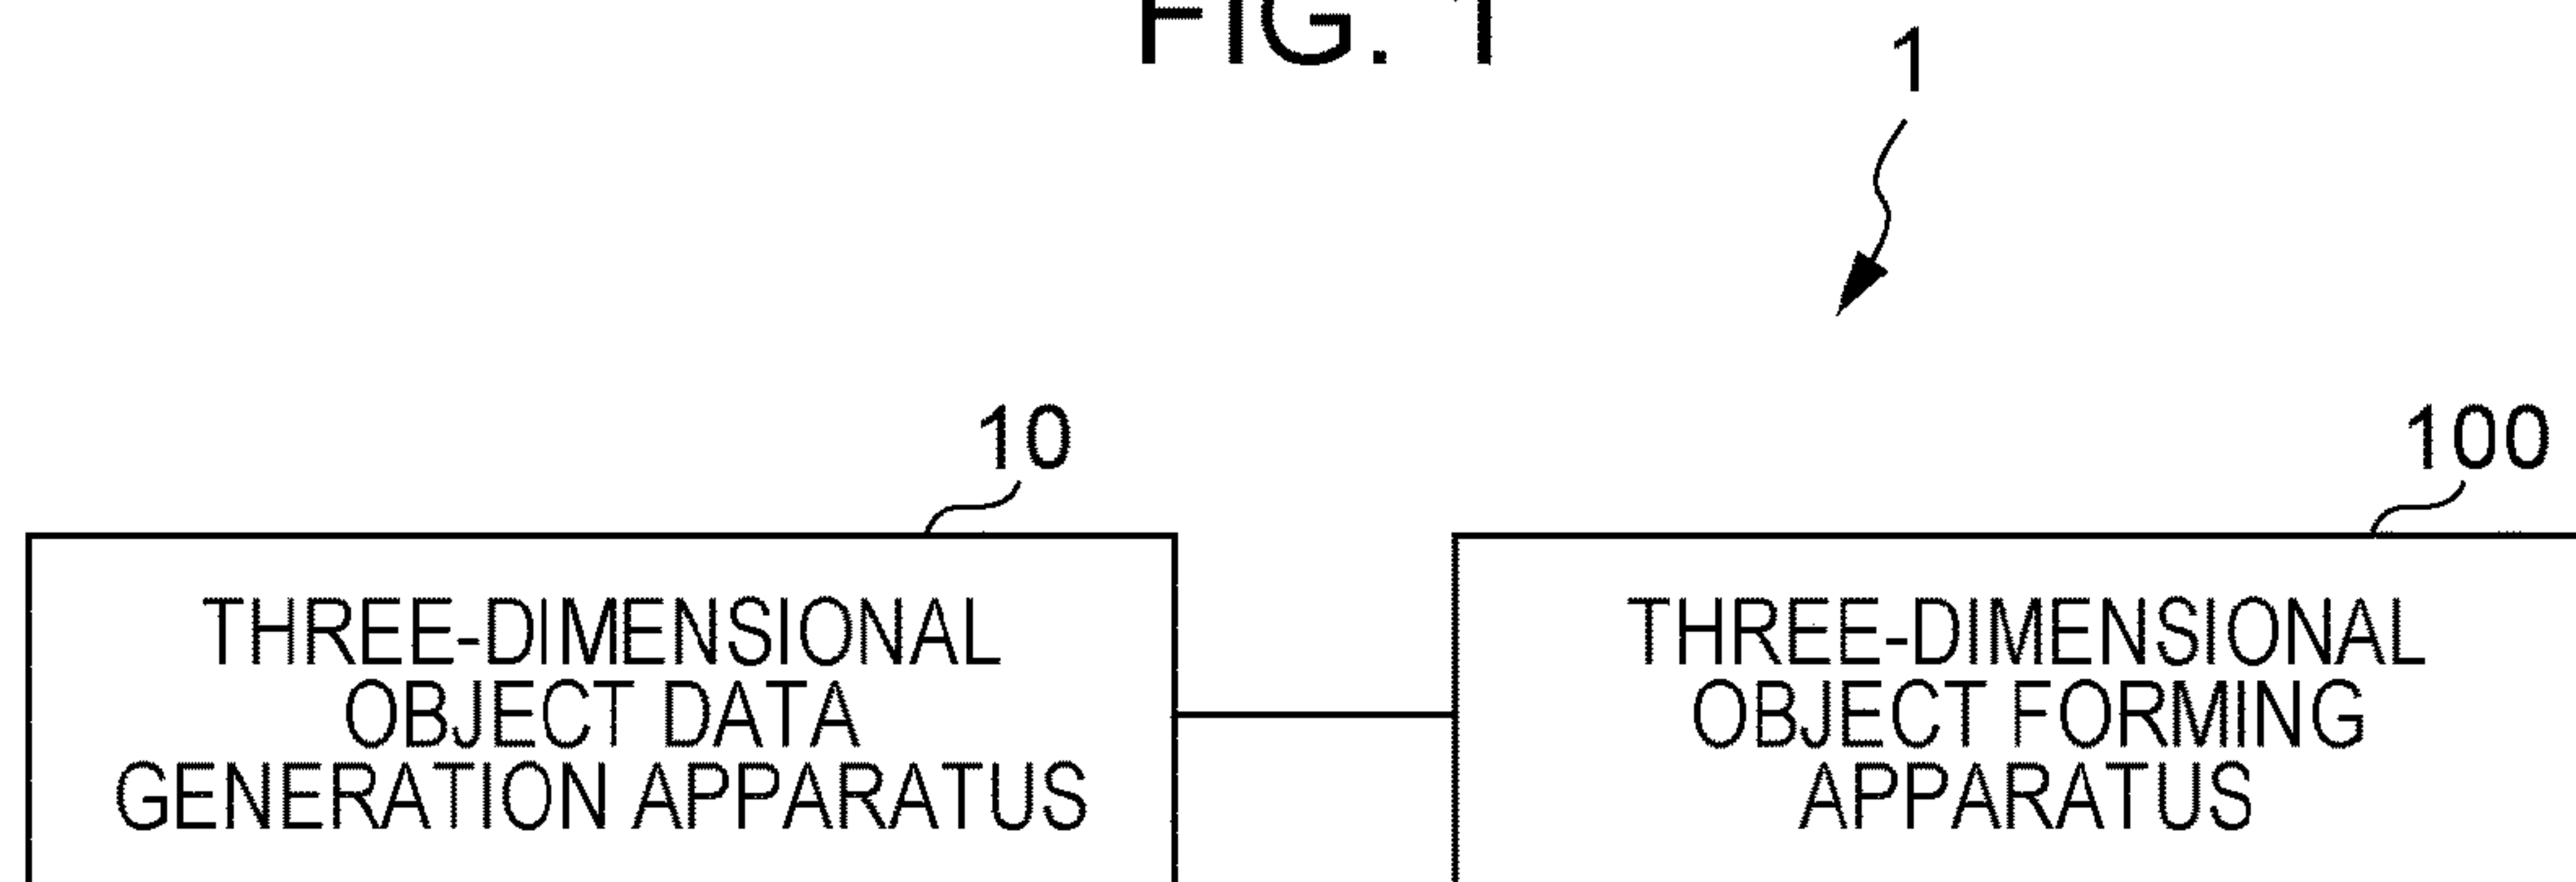 FIG. 1
1
10
100
THREE-DIMENSIONAL
OBJECT DATA
GENERATION APPARATUS
THREE-DIMENSIONAL
OBJECT FORMING
APPARATUS